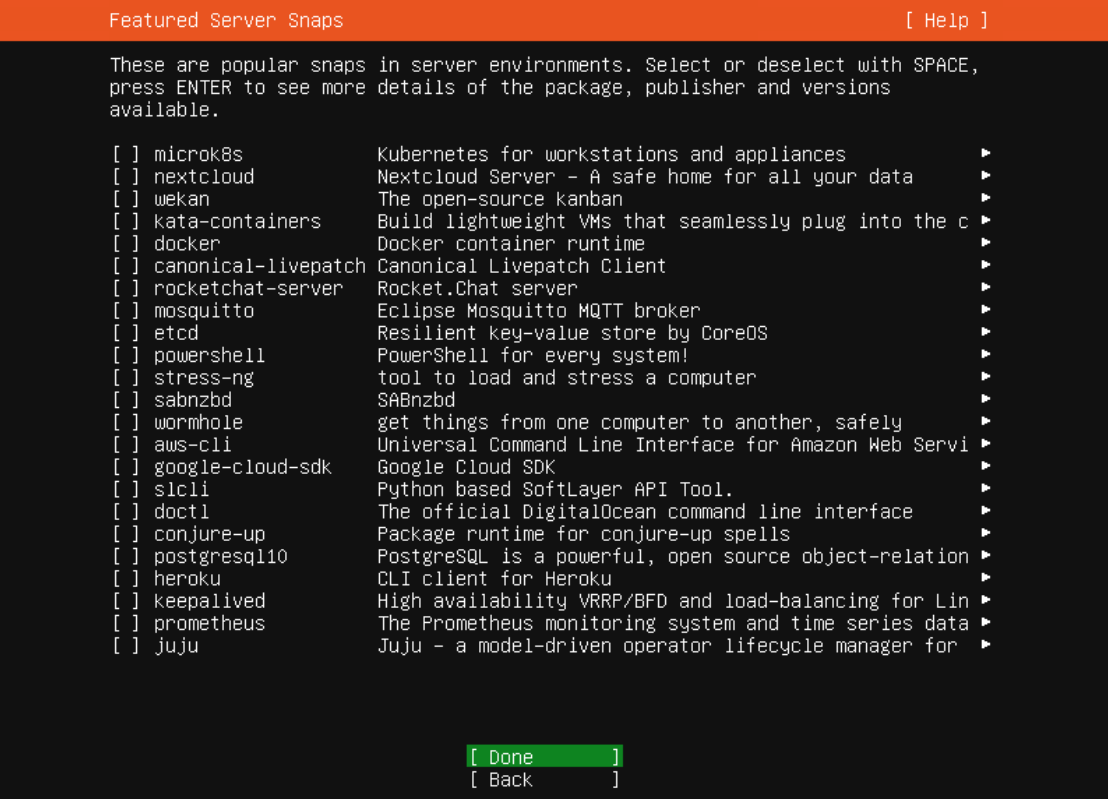 Featured Server Snaps [ Help ]
These are popular snaps in server environments. Select or deselect with SPACE,
press ENTER to see more details of the package, publisher and versions
available.
[ ] microk8s Kubernetes for workstations and appliances ▸
[ ] nextcloud Nextcloud Server - A safe home for all your data ▸
[ ] wekan The open-source kanban ▸
[ ] kata-containers Build lightweight VMs that seamlessly plug into the c ▸
[ ] docker Docker container runtime ▸
[ ] canonical-livepatch Canonical Livepatch Client ▸
[ ] rocketchat-server Rocket.Chat server ▸
[ ] mosquitto Eclipse Mosquitto MQTT broker ▸
[ ] etcd Resilient key-value store by CoreOS ▸
[ ] powershell PowerShell for every system! ▸
[ ] stress-ng tool to load and stress a computer ▸
[ ] sabnzbd SABnzbd ▸
[ ] wormhole get things from one computer to another, safely ▸
[ ] aws-cli Universal Command Line Interface for Amazon Web Servi ▸
[ ] google-cloud-sdk Google Cloud SDK ▸
[ ] slcli Python based SoftLayer API Tool. ▸
[ ] doctl The official DigitalOcean command line interface ▸
[ ] conjure-up Package runtime for conjure-up spells ▸
[ ] postgresql10 PostgreSQL is a powerful, open source object-relation ▸
[ ] heroku CLI client for Heroku ▸
[ ] keepalived High availability VRRP/BFD and load-balancing for Lin ▸
[ ] prometheus The Prometheus monitoring system and time series data ▸
[ ] juju Juju - a model-driven operator lifecycle manager for ▸
[ Done ]
[ Back ]